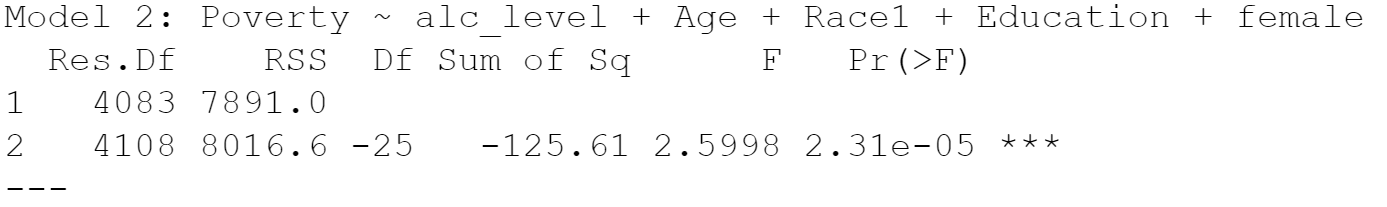 Model 2: Poverty ~ alc_level + Age + Race1 + Education + female
  Res.Df    RSS  Df Sum of Sq      F   Pr(>F)
1   4083 7891.0
2   4108 8016.6 -25   -125.61 2.5998 2.31e-05 ***
---